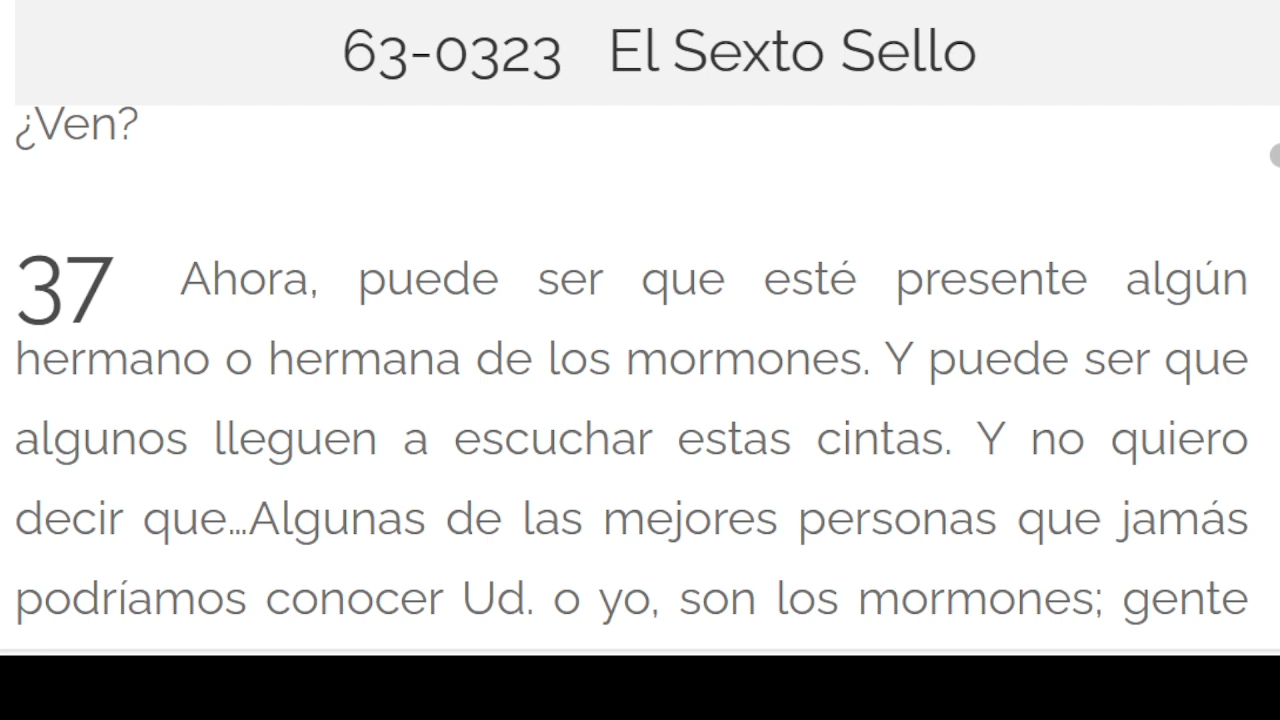 63-0323 El Sexto Sello
¿Ven?
37 Ahora, puede ser que esté presente algún
hermano o hermana de los mormones. Y puede ser que
algunos lleguen a escuchar estas cintas. Y no quiero
decir que…Algunas de las mejores personas que jamás
podríamos conocer Ud. o yo, son los mormones; gente